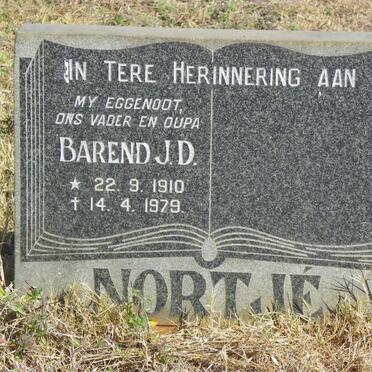 IN TERE HERINNERING AAN
MY EGGENOOT,
ONS VADER EN OUPA
BAREND J.D.
★ 22. 9. 1910
✝ 14. 4. 1979.
NORTJÉ